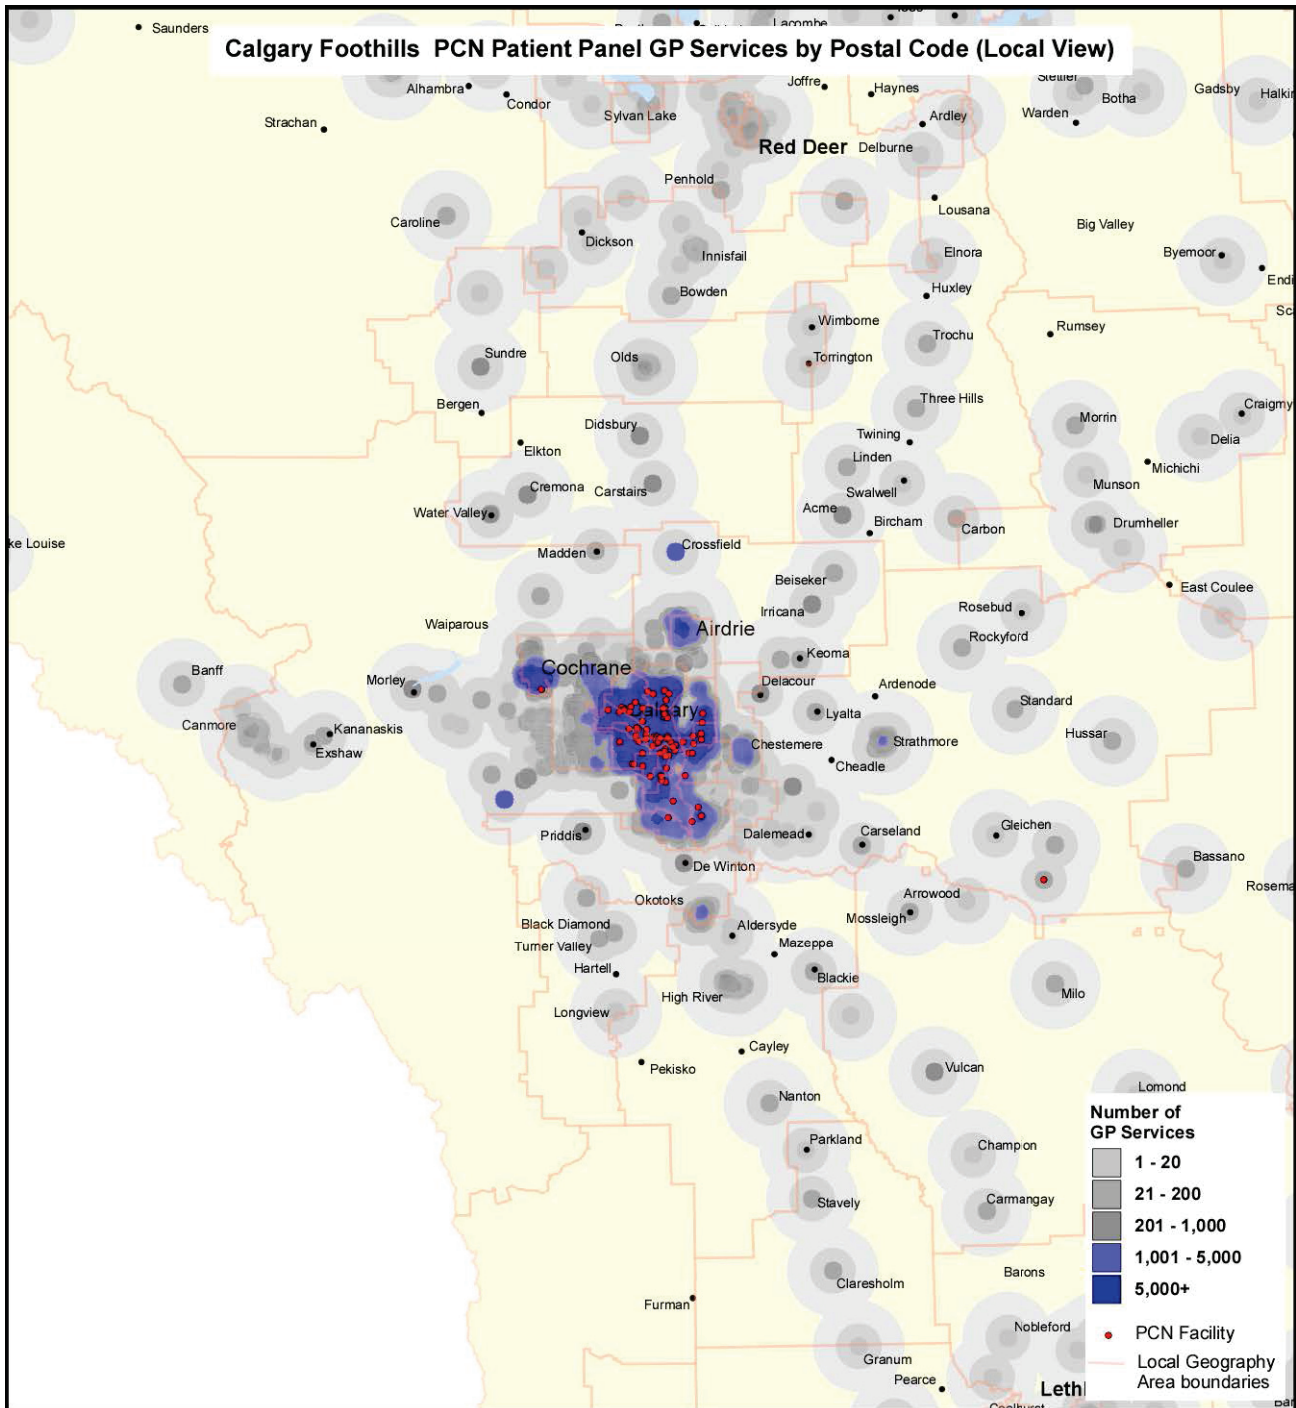 Lacombe
Saunders
Calgary Foothills PCN Patient Panel GP Services by Postal Code (Local View)
Alhambra
Condor
Joffre
Haynes
Stettler
Botha
Gadsby
Strachan
Sylvan Lake
Ardley
Warden
Red Deer
Delburne
Penhold
Caroline
Lousana
Big Valley
Dickson
Innisfail
Elnora
Byemoor
Bowden
Huxley
Wimborne
Rumsey
Sundre
Olds
Torrington
Trochu
Bergen
Three Hills
Craigmy
Didsbury
Morrin
Elkton
Twining
Delia
Linden
Michichi
Cremona
Carstairs
Swalwell
Munson
Water Valley
Acme
Bircham
Carbon
Drumheller
ke Louise
Madden
Crossfield
Beiseker
East Coulee
Irricana
Rosebud
Waiparous
Airdrie
Rockyford
Banff
Cochrane
Keoma
Morley
Delacour
Ardenode
Standard
Calgary
Lyalta
Canmore
Kananaskis
Exshaw
Chestemere
Strathmore
Hussar
Cheadle
Priddis
Dalemead
Carseland
Gleichen
Bassano
De Winton
Okotoks
Arrowood
Rosema
Black Diamond
Aldersyde
Mossleigh
Turner Valley
Mazeppa
Hartell
Blackie
High River
Milo
Longview
Cayley
Pekisko
Vulcan
Nanton
Lomond
Parkland
Champion
Stavely
Carmangay
Claresholm
Barons
Furman
Nobleford
Granum
Pearce
Leth
Number of
GP Services
1 - 20
21 - 200
201 - 1,000
1,001 - 5,000
5,000+
PCN Facility
Local Geography
Area boundaries